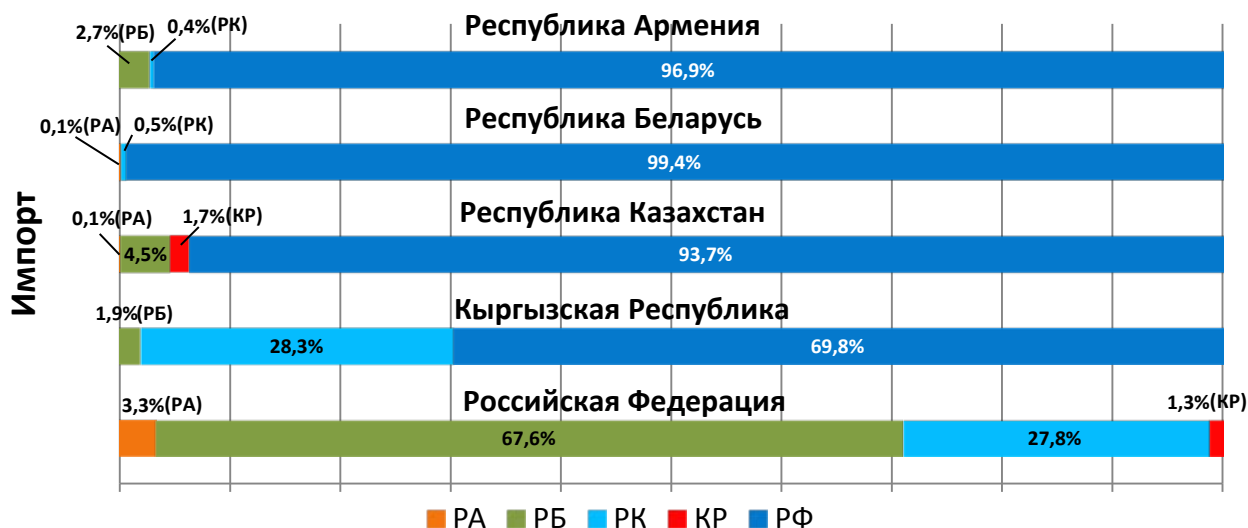 Республика Армения
2,7%(РБ)
0,4%(РК)
96,9%
Республика Беларусь
0,1%(РА)
0,5%(РК)
99,4%
Импорт
Республика Казахстан
0,1%(РА)
1,7%(КР)
4,5%
93,7%
Кыргызская Республика
1,9%(РБ)
28,3%
69,8%
Российская Федерация
3,3%(РА)
1,3%(КР)
67,6%
27,8%
РА РБ РК КР РФ